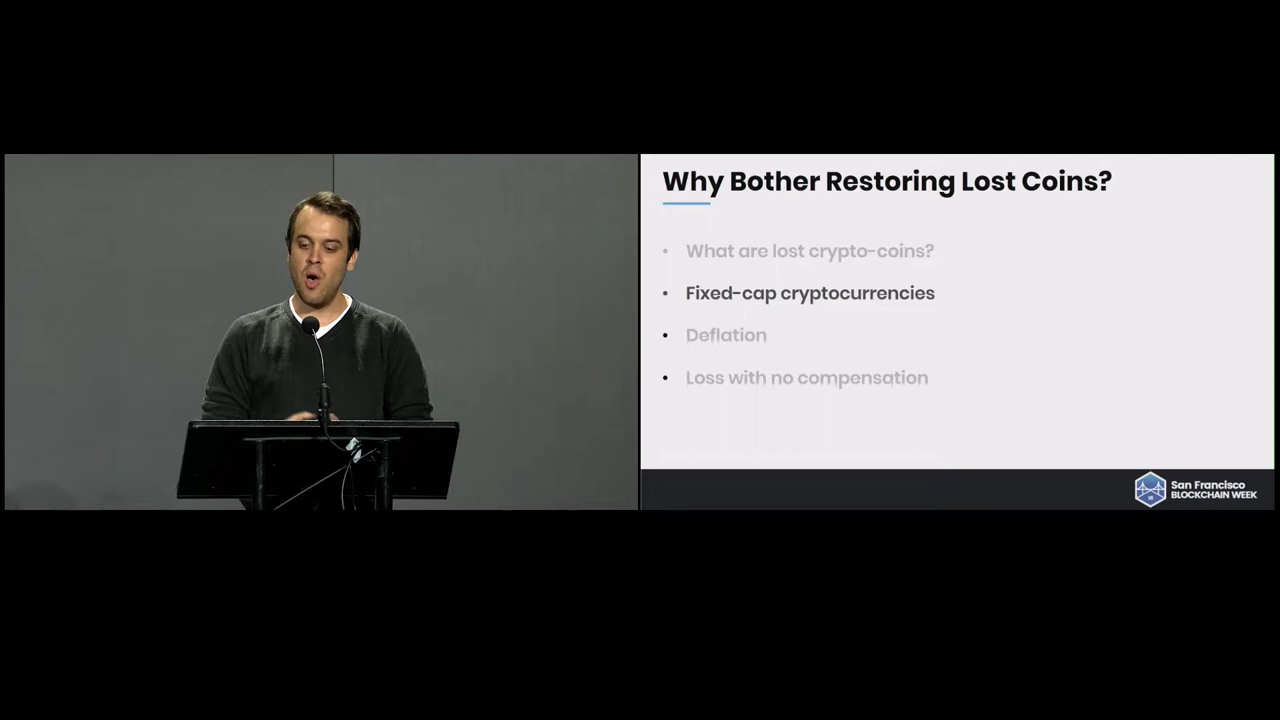 Why Bother Restoring Lost Coins?
• What are lost crypto-coins?
• Fixed-cap cryptocurrencies
• Deflation
• Loss with no compensation
San Francisco
BLOCKCHAIN WEEK